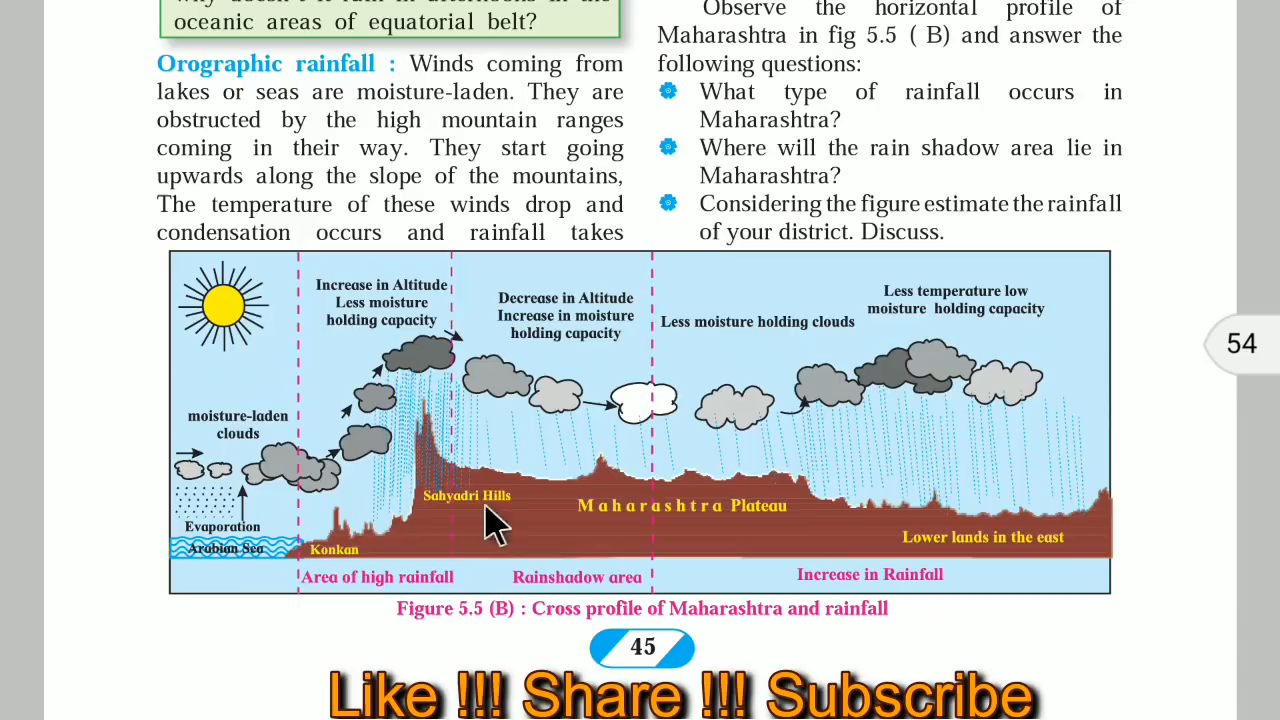 why doesn't it rain in afternoons in the
oceanic areas of equatorial belt?
Orographic rainfall : Winds coming from
lakes or seas are moisture-laden. They are
obstructed by the high mountain ranges
coming in their way. They start going
upwards along the slope of the mountains,
The temperature of these winds drop and
condensation occurs and rainfall takes
Observe the horizontal profile of
Maharashtra in fig 5.5 ( B) and answer the
following questions:
What type of rainfall occurs in
Maharashtra?
Where will the rain shadow area lie in
Maharashtra?
Considering the figure estimate the rainfall
of your district. Discuss.
Increase in Altitude
Less moisture
holding capacity
Decrease in Altitude
Increase in moisture
holding capacity
Less moisture holding clouds
Less temperature low
moisture holding capacity
moisture-laden
clouds
Evaporation
Arabian Sea
Konkan
Sahyadri Hills
Maharashtra Plateau
Lower lands in the east
Area of high rainfall
Rainshadow area
Increase in Rainfall
Figure 5.5 (B) : Cross profile of Maharashtra and rainfall
45
54
Like !!! Share !!! Subscribe